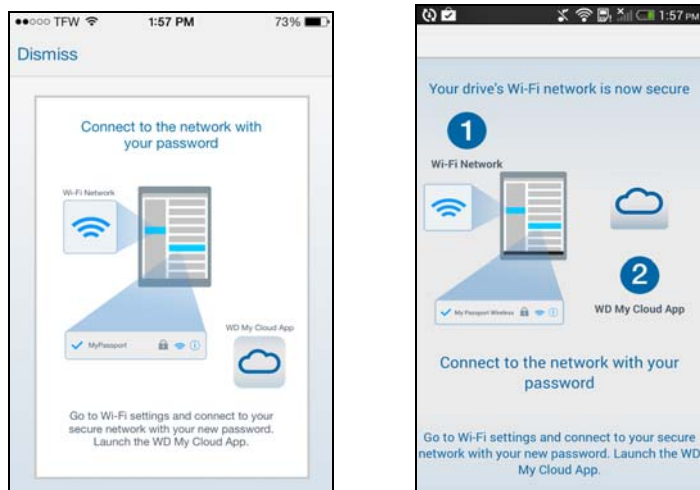 TFW 1:57 PM 73%
Dismiss
Connect to the network with
your password
Wi-Fi Network
MyPassport
WD My Cloud App
Go to Wi-Fi settings and connect to your
secure network with your new password.
Launch the WD My Cloud App.
1:57 PM
Your drive's Wi-Fi network is now secure
1
Wi-Fi Network
My Passport Wireless
2
WD My Cloud App
Connect to the network with your
password
Go to Wi-Fi settings and connect to your secure
network with your new password. Launch the WD
My Cloud App.